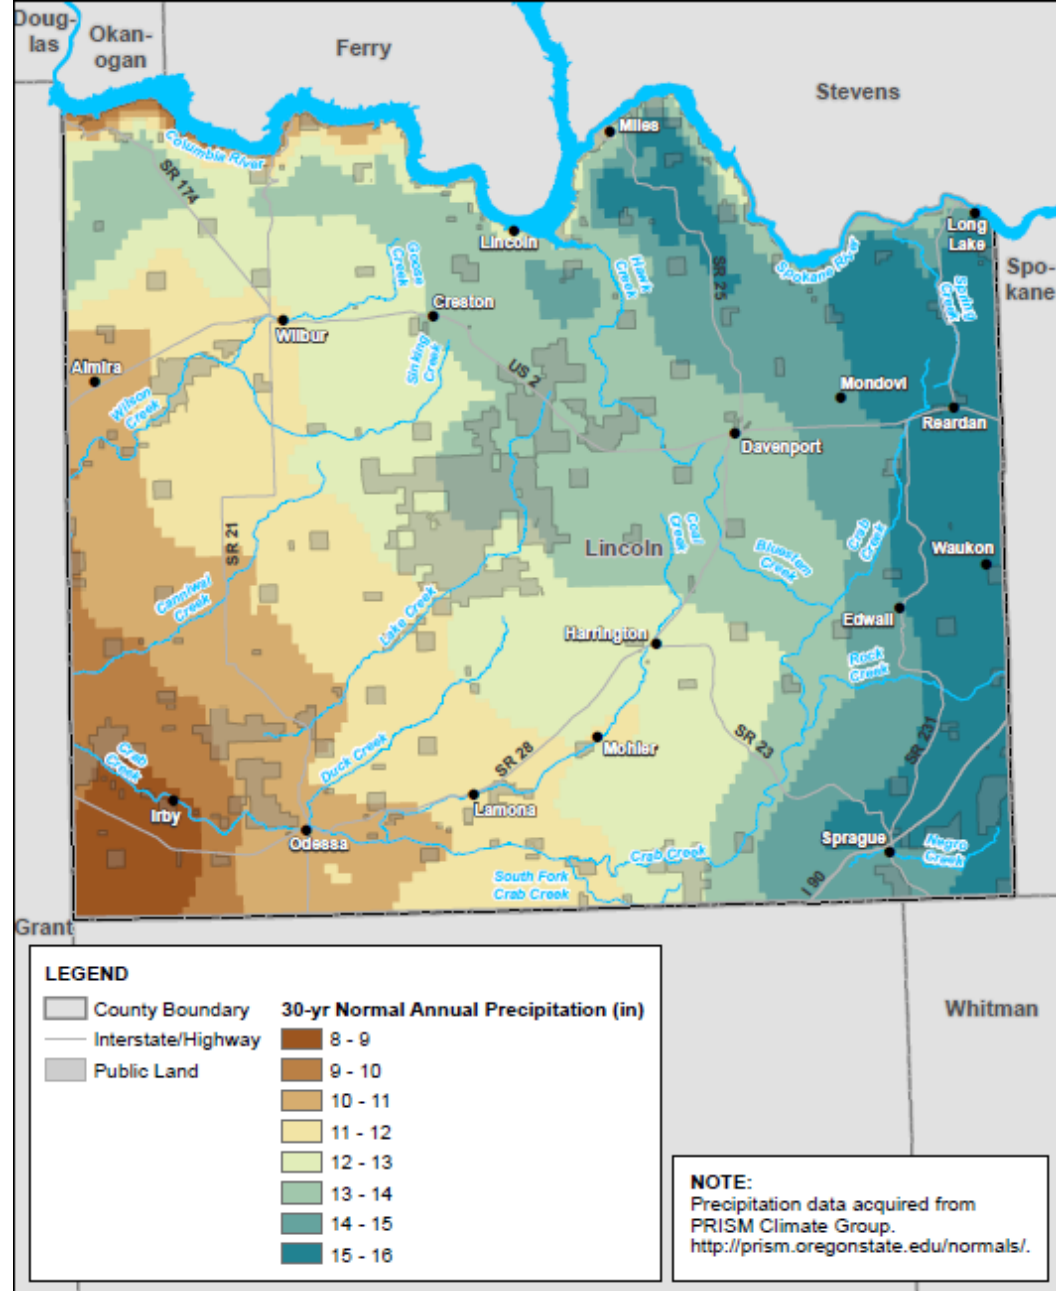 Doug-
las
Okan-
ogan
Ferry
Stevens
Miles
Columbia River
SR 174
Long
Lake
Lincoln
Spokane River
Spo-
kane
Hawk
Creek
SR 25
Spring
Creek
Goose
Creek
Creston
Wilbur
Sinking
Creek
US 2
Almira
Mondovi
Wilson
Creek
Reardan
Davenport
SR 21
Coal
Creek
Lincoln
Bluestem
Creek
Crab
Creek
Waukon
Canniwai
Creek
Lake Creek
Edwall
Harrington
Rock
Creek
Crab
Creek
Duck Creek
SR 28
Mohler
SR 23
SR 231
Irby
Lamona
Odessa
Sprague
Negro
Creek
Crab Creek
South Fork
Crab Creek
I 90
Grant
Whitman
LEGEND
County Boundary
Interstate/Highway
Public Land
30-yr Normal Annual Precipitation (in)
8 - 9
9 - 10
10 - 11
11 - 12
12 - 13
13 - 14
14 - 15
15 - 16
NOTE:
Precipitation data acquired from
PRISM Climate Group.
http://prism.oregonstate.edu/normals/.